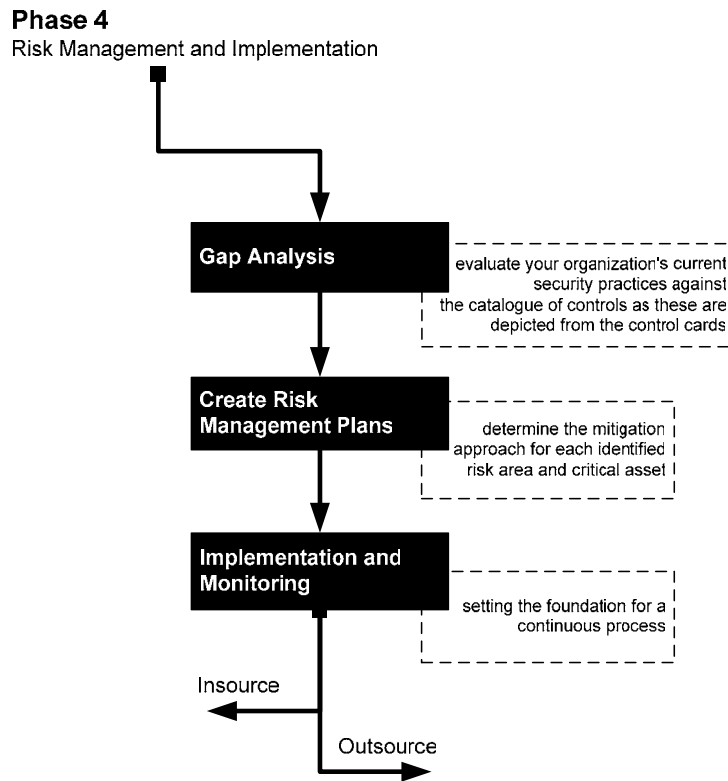 Phase 4
Risk Management and Implementation
Gap Analysis
evaluate your organization's current
security practices against
the catalogue of controls as these are
depicted from the control cards
Create Risk
Management Plans
determine the mitigation
approach for each identified
risk area and critical asset
Implementation and
Monitoring
setting the foundation for a
continuous process
Insource
Outsource